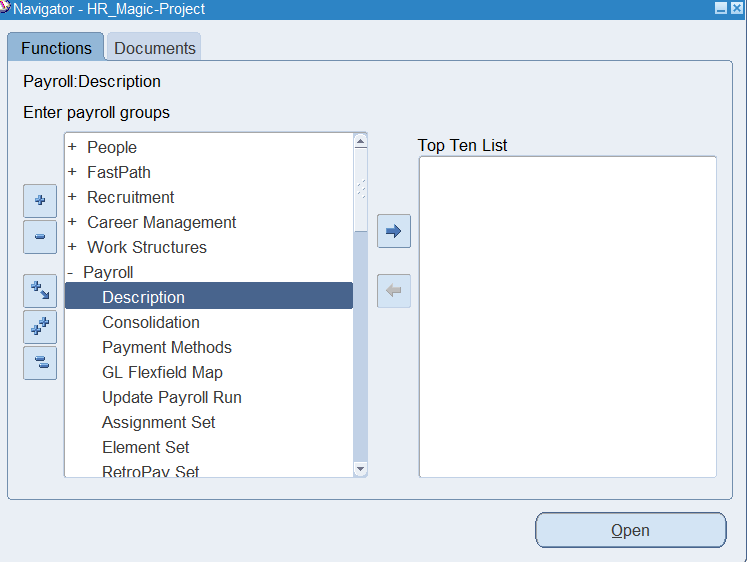 Navigator - HR_Magic-Project
Functions
Documents
Payroll:Description
Enter payroll groups
+ People
+ FastPath
+ Recruitment
+ Career Management
+ Work Structures
- Payroll
Description
Consolidation
Payment Methods
GL Flexfield Map
Update Payroll Run
Assignment Set
Element Set
RetroPay Set
Top Ten List
Open